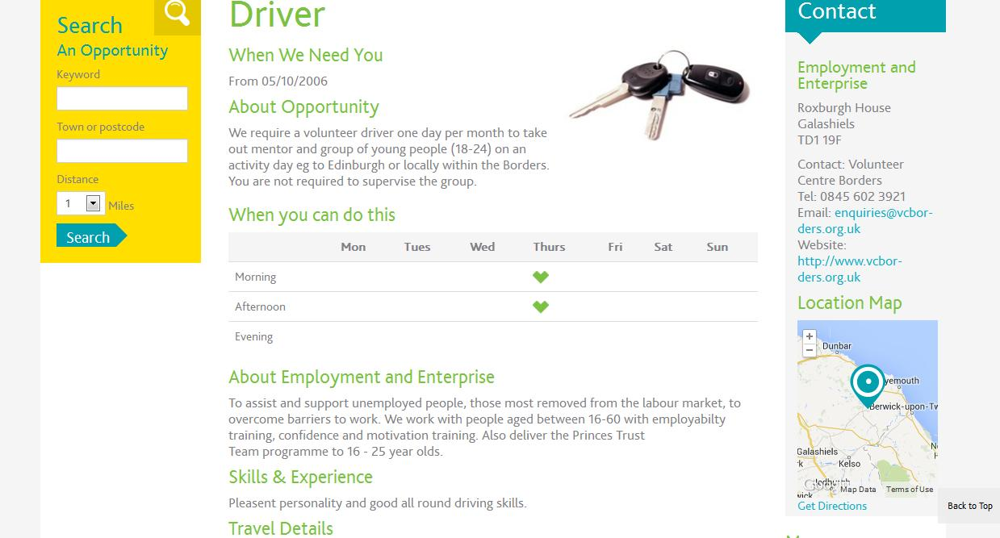 Search
An Opportunity
Keyword
Town or postcode
Distance
1 Miles
Search
Driver
When We Need You
From 05/10/2006
About Opportunity
We require a volunteer driver one day per month to take
out mentor and group of young people (18-24) on an
activity day eg to Edinburgh or locally within the Borders.
You are not required to supervise the group.
When you can do this
Mon Tues Wed Thurs Fri Sat Sun
Morning
Afternoon
Evening
About Employment and Enterprise
To assist and support unemployed people, those most removed from the labour market, to
overcome barriers to work. We work with people aged between 16-60 with employabilty
training, confidence and motivation training. Also deliver the Princes Trust
Team programme to 16 - 25 year olds.
Skills & Experience
Pleasent personality and good all round driving skills.
Travel Details
Contact
Employment and
Enterprise
Roxburgh House
Galashiels
TD1 19F
Contact: Volunteer
Centre Borders
Tel: 0845 602 3921
Email: enquiries@vcbor-
ders.org.uk
Website:
http://www.vcbor-
ders.org.uk
Location Map
+
−
Dunbar
yemouth
Berwick-upon-Tw
Galashiels
rk Kelso
Jedburgh
wick
Google
Map Data Terms of Use
Get Directions
Back to Top